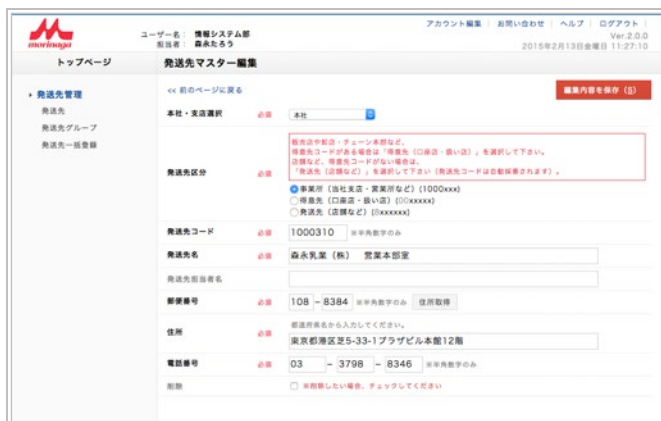 morinaga
ユーザー名： 情報システム部
担当者： 森永たろう
アカウント編集 | お問い合わせ | ヘルプ | ログアウト |
Ver.2.0.0
2015年2月13日金曜日 11:27:10
トップページ
発送先マスター編集
発送先管理
発送先
発送先グループ
発送先一括登録
<< 前のページに戻る
編集内容を保存 (S)
本社・支店選択 必須 本社
発送先区分 必須
販売店や卸店・チェーン本部など、
得意先コードがある場合は「得意先（口座店・扱い店）」を選択して下さい。
店舗など、得意先コードがない場合は、
「発送先（店舗など）」を選択して下さい（発送先コードは自動採番されます）。
事業所（当社支店・営業所など）(1000xxx)
得意先（口座店・扱い店）(00xxxxx)
発送先（店舗など）(8xxxxxx)
発送先コード 必須 1000310 ※半角数字のみ
発送先名 必須 森永乳業（株） 営業本部室
発送先担当者名
郵便番号 必須 108 - 8384 ※半角数字のみ 住所取得
住所 必須
都道府県名から入力してください。
東京都港区芝5-33-1プラザビル本館12階
電話番号 必須 03 - 3798 - 8346 ※半角数字のみ
削除 ※削除したい場合、チェックしてください